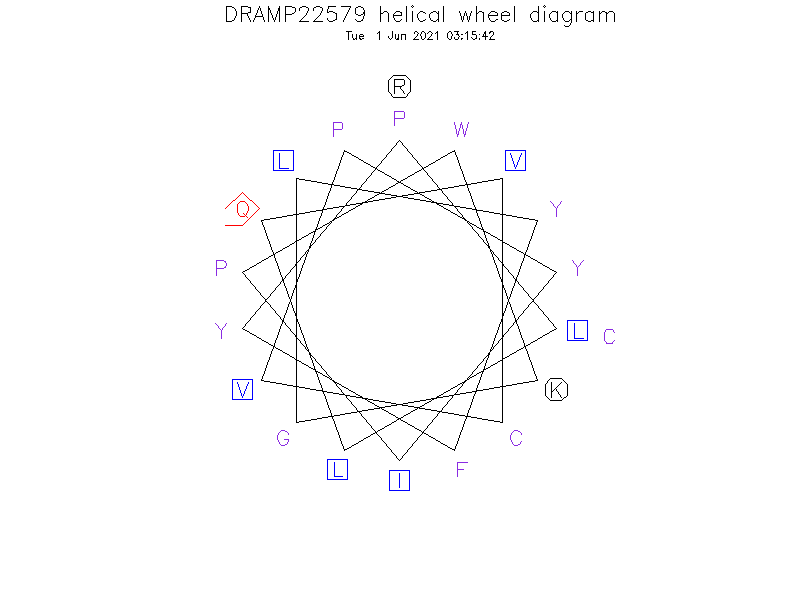 DRAMP22579 helical wheel diagram
Tue 1 Jun 2021 03:15:42
R
P
P W
L V
Q Y
P Y
Y L C
V K
G C
L F
I